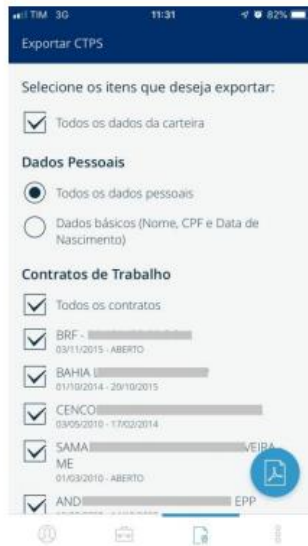 TIM 3G 11:31 82%
Exportar CTPS
Selecione os itens que deseja exportar:
Todos os dados da carteira
Dados Pessoais
Todos os dados pessoais
Dados básicos (Nome, CPF e Data de
Nascimento)
Contratos de Trabalho
Todos os contratos
BRF -
03/11/2015 - ABERTO
BAHIA
01/10/2014 - 29/10/2015
CENCO
03/05/2010 - 17/02/2014
SAMA VEIRA -
ME
01/03/2010 - ABERTO
AND EPP